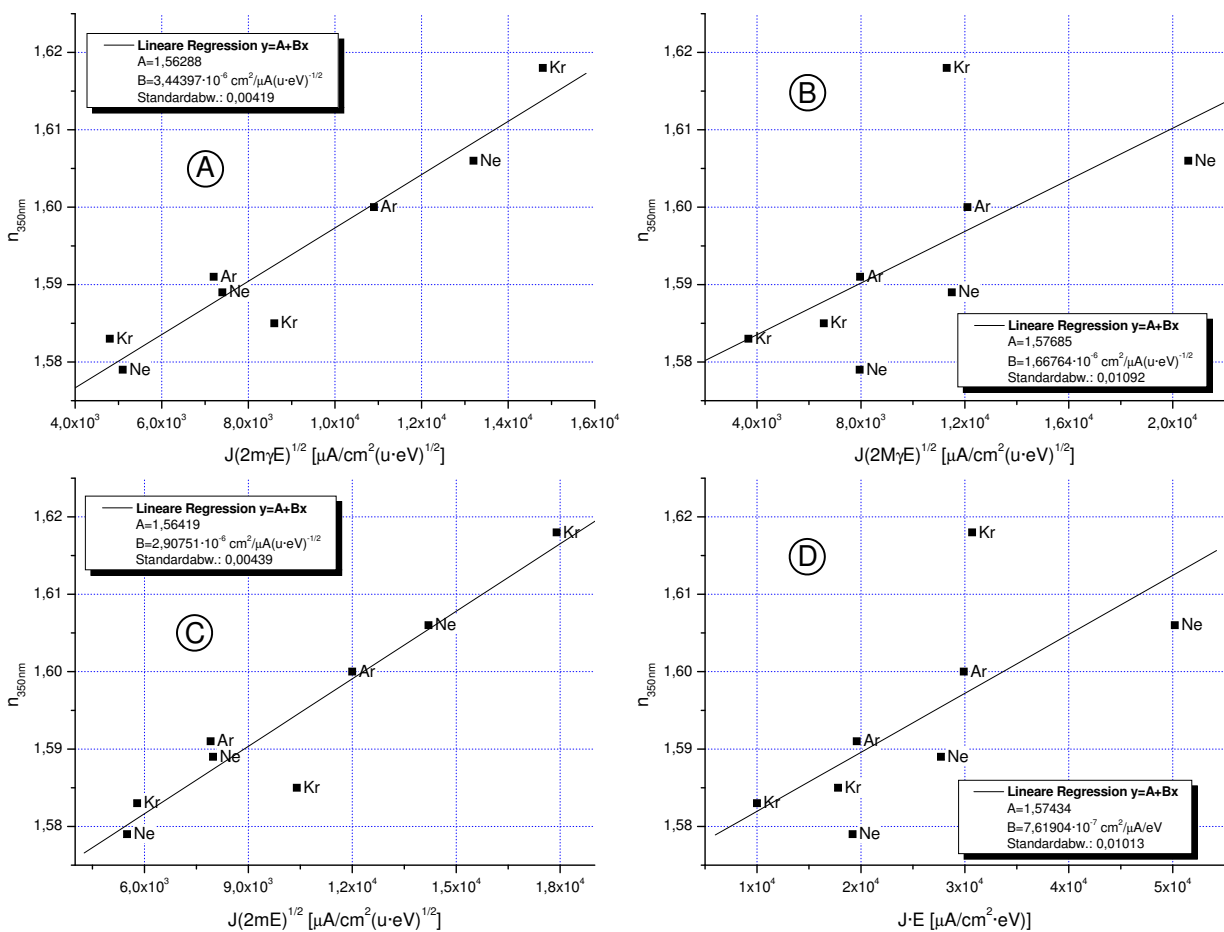 1,62
1,61
1,60
1,59
1,58
n350nm
Lineare Regression y=A+Bx
A=1,56288
B=3,44397·10⁻⁶ cm²/µA(u·eV)⁻¹/²
Standardabw.: 0,00419
A
Kr
Ne
Ar
Ar
Ne
Kr
Kr
Ne
4,0x10³ 6,0x10³ 8,0x10³ 1,0x10⁴ 1,2x10⁴ 1,4x10⁴ 1,6x10⁴
J(2mγE)¹/² [µA/cm²(u·eV)¹/²]
1,62
1,61
1,60
1,59
1,58
n350nm
B
Kr
Ne
Ar
Ar
Ne
Kr
Kr
Ne
Lineare Regression y=A+Bx
A=1,57685
B=1,66764·10⁻⁶ cm²/µA(u·eV)⁻¹/²
Standardabw.: 0,01092
4,0x10³ 8,0x10³ 1,2x10⁴ 1,6x10⁴ 2,0x10⁴
J(2MγE)¹/² [µA/cm²(u·eV)¹/²]
1,62
1,61
1,60
1,59
1,58
n350nm
Lineare Regression y=A+Bx
A=1,56419
B=2,90751·10⁻⁶ cm²/µA(u·eV)⁻¹/²
Standardabw.: 0,00439
C
Kr
Ne
Ar
Ar
Ne
Kr
Kr
Ne
6,0x10³ 9,0x10³ 1,2x10⁴ 1,5x10⁴ 1,8x10⁴
J(2mE)¹/² [µA/cm²(u·eV)¹/²]
1,62
1,61
1,60
1,59
1,58
n350nm
D
Kr
Ne
Ar
Ar
Ne
Kr
Kr
Ne
Lineare Regression y=A+Bx
A=1,57434
B=7,61904·10⁻⁷ cm²/µA/eV
Standardabw.: 0,01013
1x10⁴ 2x10⁴ 3x10⁴ 4x10⁴ 5x10⁴
J·E [µA/cm²·eV)]